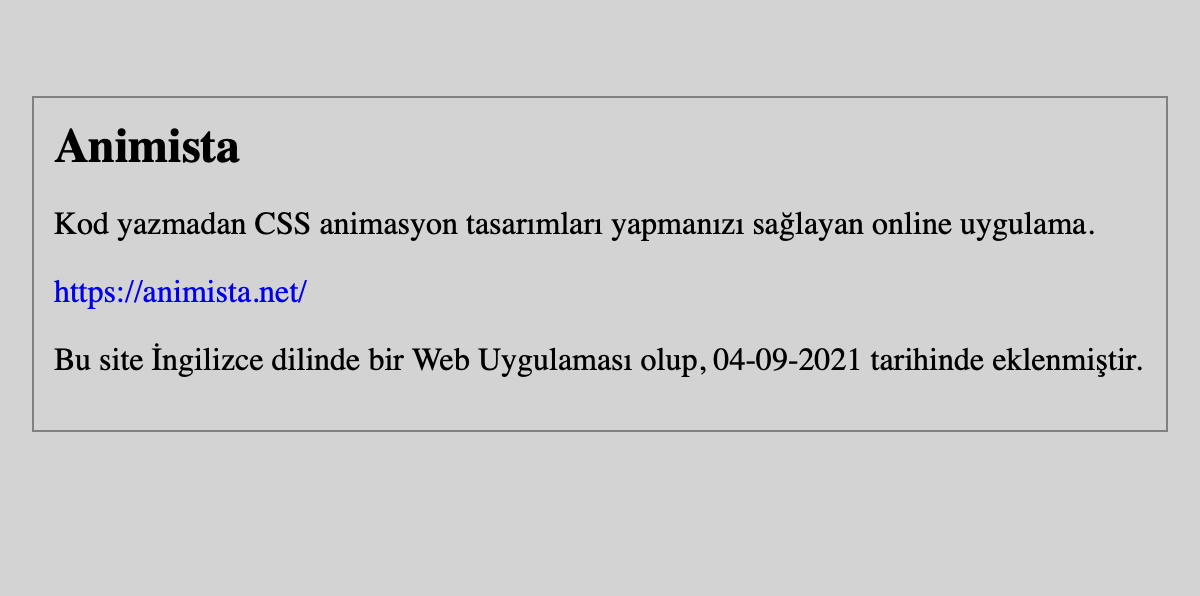 Animista
Kod yazmadan CSS animasyon tasarımları yapmanızı sağlayan online uygulama.
https://animista.net/
Bu site İngilizce dilinde bir Web Uygulaması olup, 04-09-2021 tarihinde eklenmiştir.